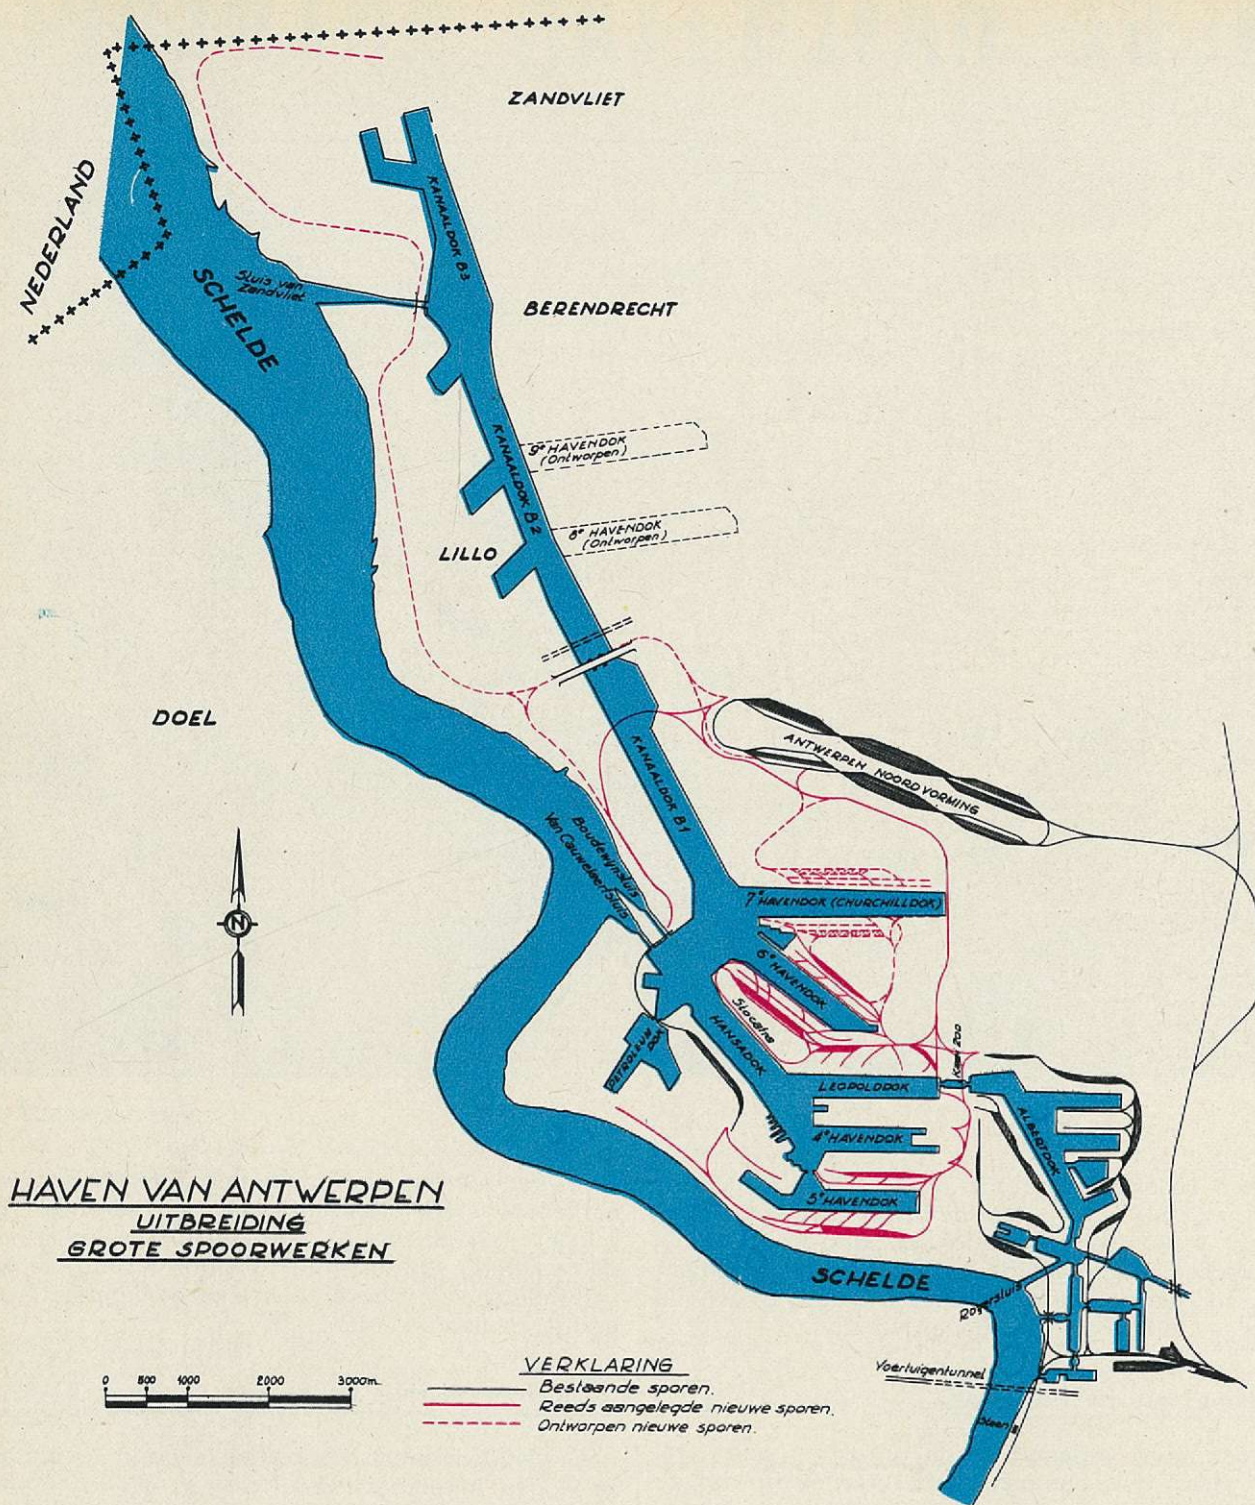 ZANDVLIET
NEDERLAND
KANAALDOK B3
SCHELDE
Sluis van
Zandvliet
BERENDRECHT
9e HAVENDOK
(Ontworpen)
KANAALDOK B2
8e HAVENDOK
(Ontworpen)
LILLO
DOEL
ANTWERPEN NOORD VORMING
KANAALDOK B1
Boudewijnsluis
Van Cauwelaertsluis
7e HAVENDOK (CHURCHILLDOK)
N
6e HAVENDOK
HANSADOK
PETROLEUM
DOK
LEOPOLDDOK
ALBERTDOK
4e HAVENDOK
5e HAVENDOK
HAVEN VAN ANTWERPEN
UITBREIDING
GROTE SPOORWERKEN
SCHELDE
Royersluis
Voertuigentunnel
Steen
0 500 1000 2000 3000m.
VERKLARING
Bestaande sporen.
Reeds aangelegde nieuwe sporen.
Ontworpen nieuwe sporen.